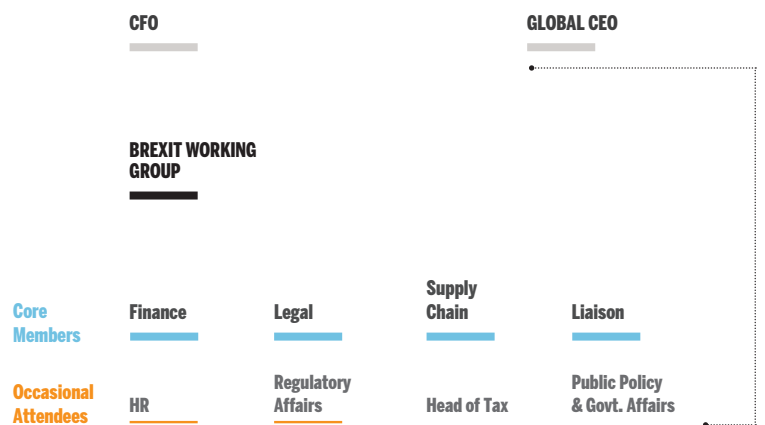 CFO
GLOBAL CEO
BREXIT WORKING
GROUP
Core
Members
Finance
Legal
Supply
Chain
Liaison
Occasional
Attendees
HR
Regulatory
Affairs
Head of Tax
Public Policy
& Govt. Affairs